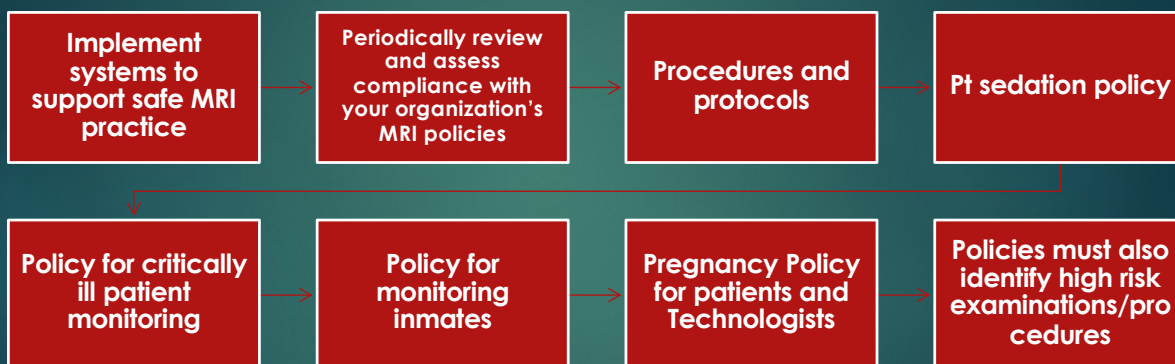 Implement
systems to
support safe MRI
practice
Periodically review
and assess
compliance with
your organization's
MRI policies
Procedures and
protocols
Pt sedation policy
Policy for critically
ill patient
monitoring
Policy for
monitoring
inmates
Pregnancy Policy
for patients and
Technologists
Policies must also
identify high risk
examinations/pro
cedures